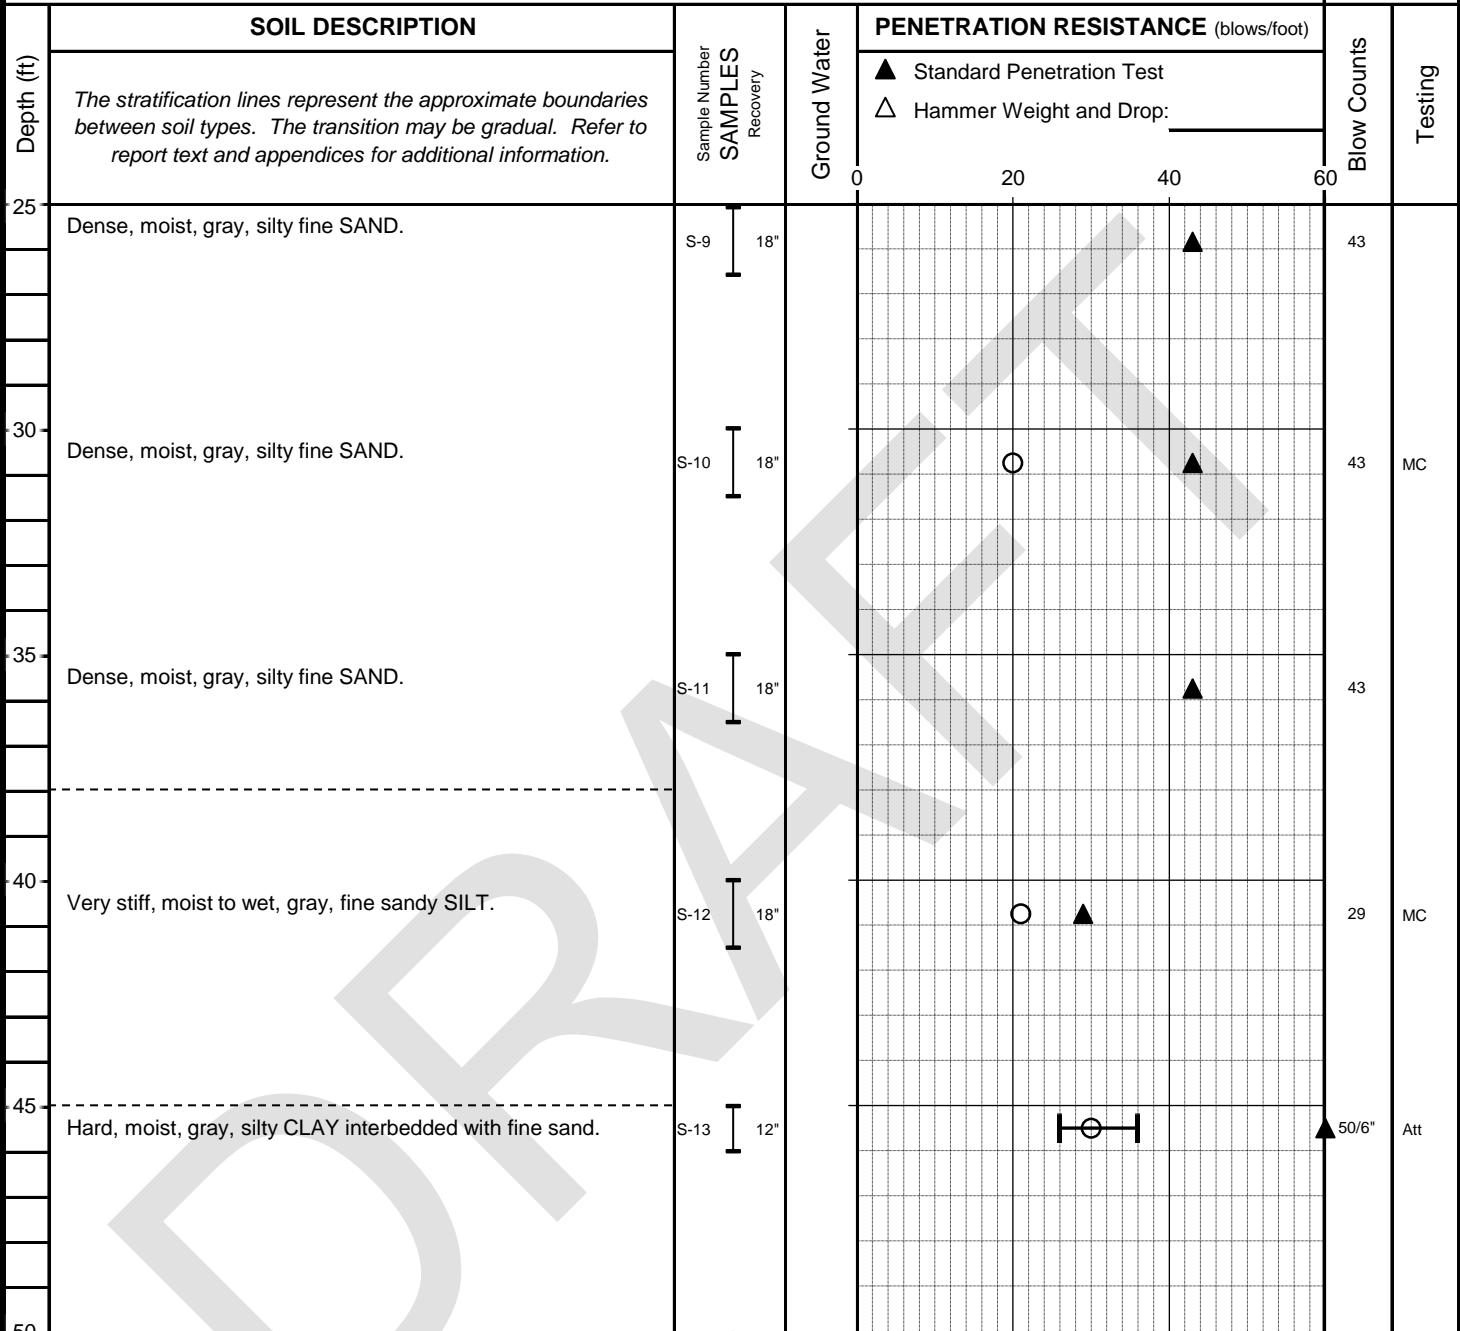 SOIL DESCRIPTION
PENETRATION RESISTANCE (blows/foot)
Depth (ft)
The stratification lines represent the approximate boundaries
between soil types. The transition may be gradual. Refer to
report text and appendices for additional information.
Sample Number
SAMPLES
Recovery
Ground Water
▲ Standard Penetration Test
△ Hammer Weight and Drop:
Blow Counts
Testing
0 20 40 60
25
Dense, moist, gray, silty fine SAND.
S-9 18" 43
30
Dense, moist, gray, silty fine SAND.
S-10 18" 43 MC
35
Dense, moist, gray, silty fine SAND.
S-11 18" 43
40
Very stiff, moist to wet, gray, fine sandy SILT.
S-12 18" 29 MC
45
Hard, moist, gray, silty CLAY interbedded with fine sand.
S-13 12" 50/6" Att
50
DRAFT